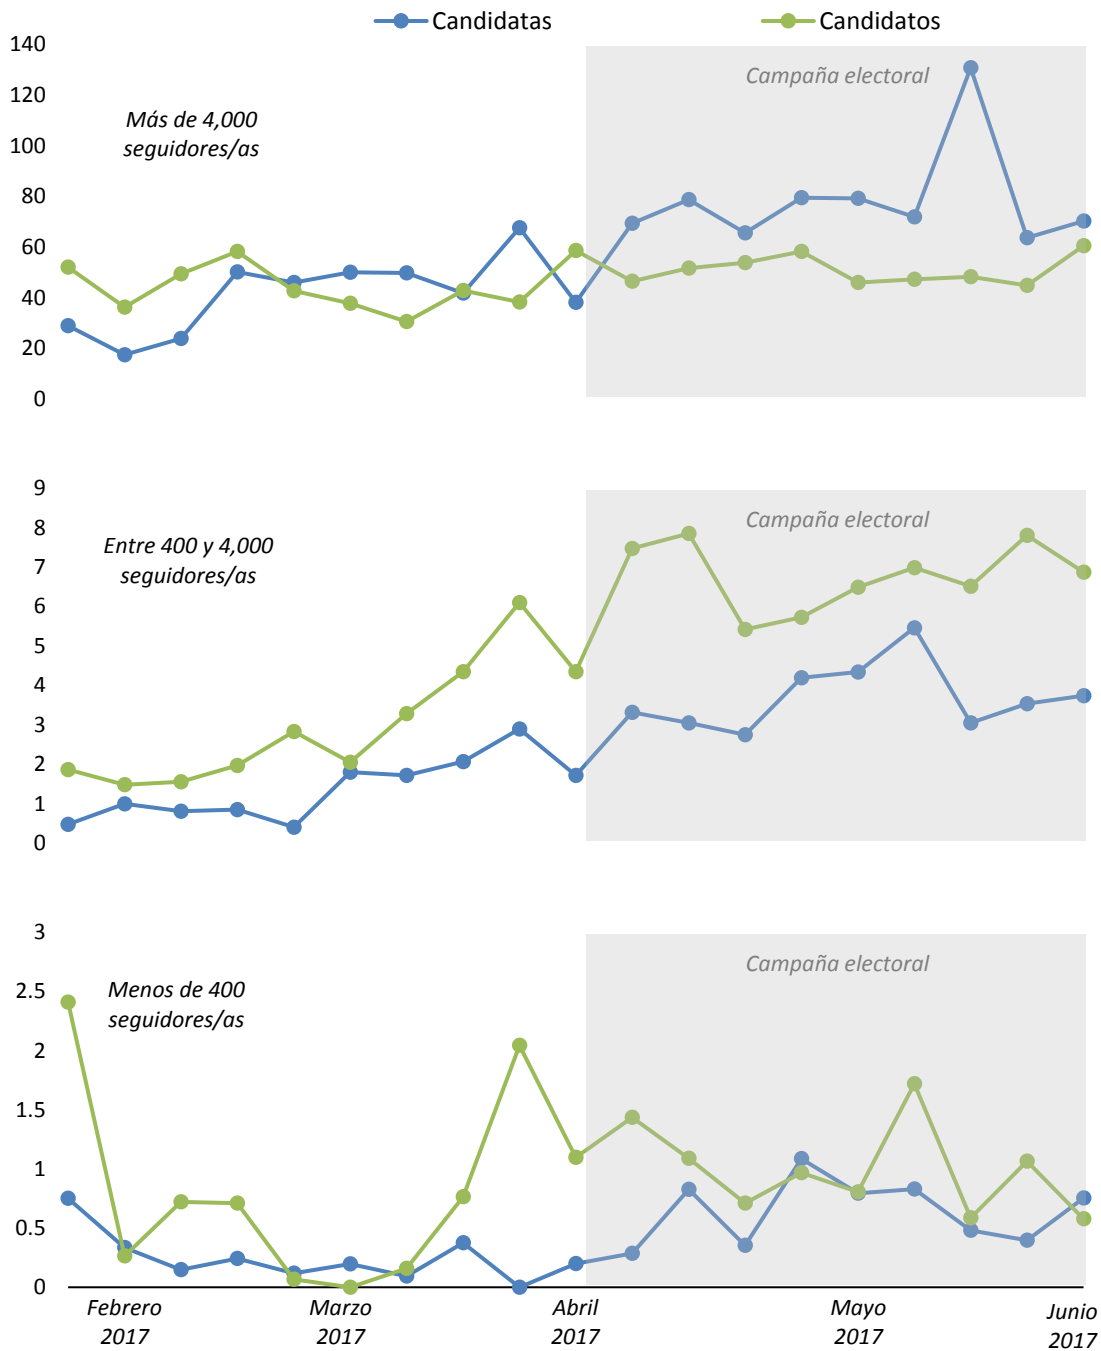 Candidatas
Candidatos
140
120
100
80
60
40
20
0
Más de 4,000
seguidores/as
Campaña electoral
9
8
7
6
5
4
3
2
1
0
Entre 400 y 4,000
seguidores/as
Campaña electoral
3
2.5
2
1.5
1
0.5
0
Menos de 400
seguidores/as
Campaña electoral
Febrero
2017
Marzo
2017
Abril
2017
Mayo
2017
Junio
2017